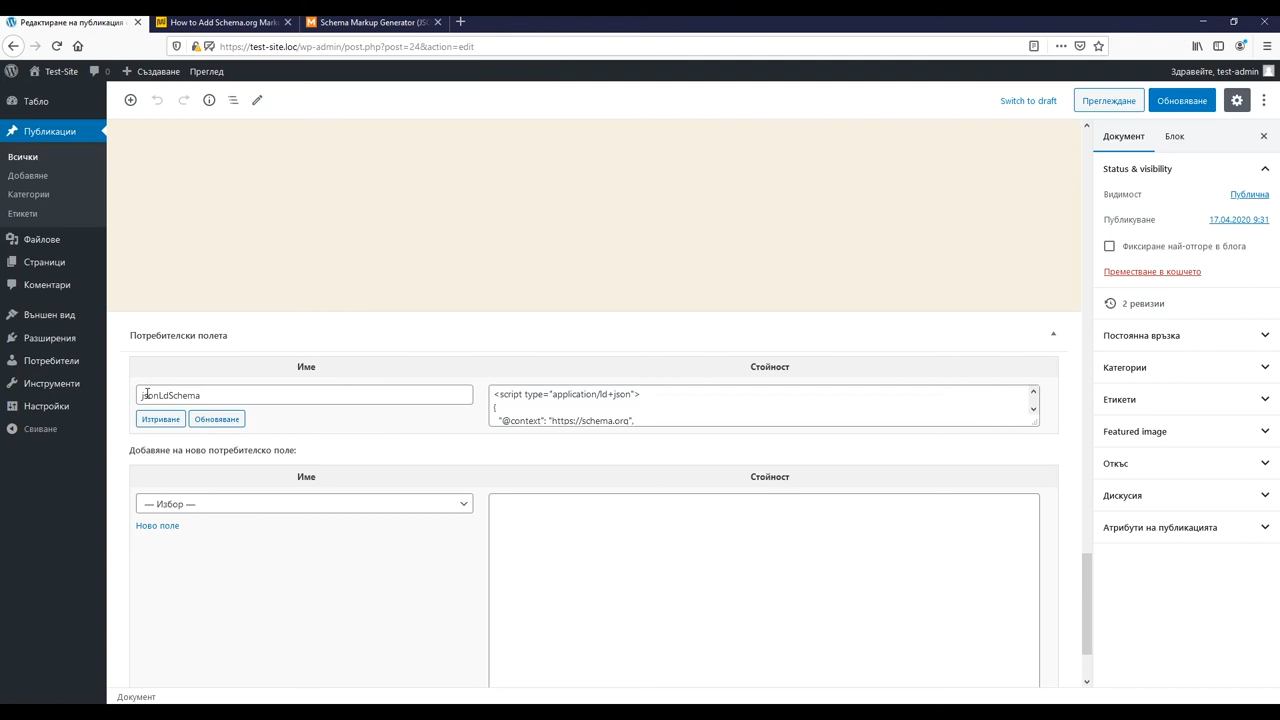 Редактиране на публикация
How to Add Schema.org Mark
Schema Markup Generator (JSO
https://test-site.loc/wp-admin/post.php?post=24&action=edit
Test-Site
0
Създаване
Преглед
Здравейте, test-admin
Табло
Публикации
Всички
Добавяне
Категории
Етикети
Файлове
Страници
Коментари
Външен вид
Разширения
Потребители
Инструменти
Настройки
Свиване
Switch to draft
Преглеждане
Обновяване
Потребителски полета
Име
Стойност
jsonLdSchema
<script type="application/ld+json">
{
"@context": "https://schema.org",
Изтриване
Обновяване
Добавяне на ново потребителско поле:
Име
Стойност
— Избор —
Ново поле
Документ
Документ
Блок
Status & visibility
Видимост
Публична
Публикуване
17.04.2020 9:31
Фиксиране най-отгоре в блога
Преместване в кошчето
2 ревизии
Постоянна връзка
Категории
Етикети
Featured image
Откъс
Дискусия
Атрибути на публикацията